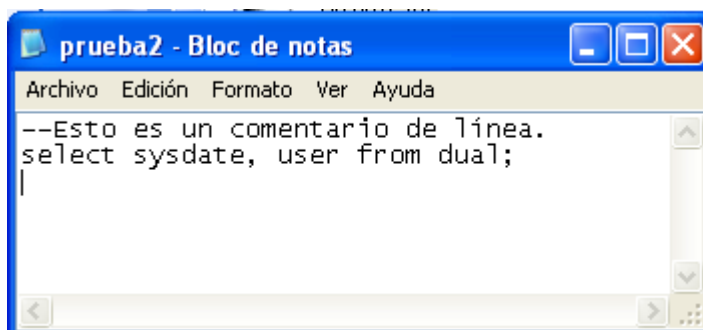 prueba2 - Bloc de notas
Archivo Edición Formato Ver Ayuda
--Esto es un comentario de línea.
select sysdate, user from dual;